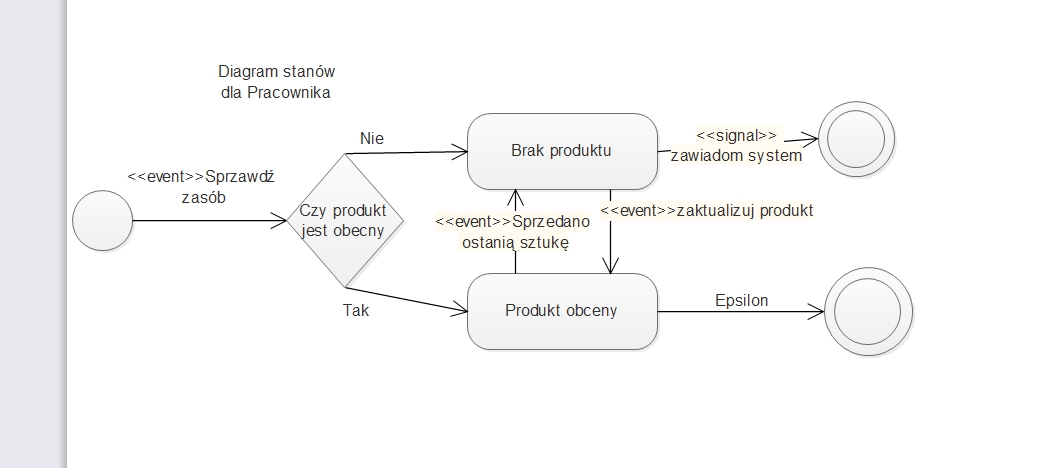 Diagram stanów
dla Pracownika
Nie
Brak produktu
<<signal>>
zawiadom system
<<event>>Sprzawdź
zasób
Czy produkt
jest obecny
<<event>>Sprzedano
ostanią sztukę
<<event>>zaktualizuj produkt
Tak
Produkt obceny
Epsilon